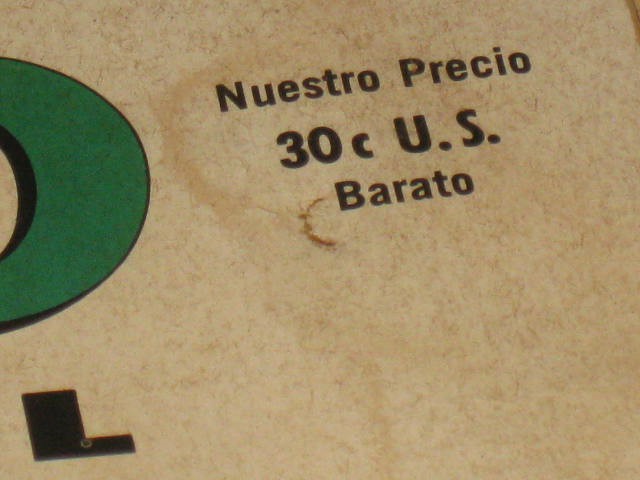 Nuestro Precio
30c U.S.
Barato
O
L